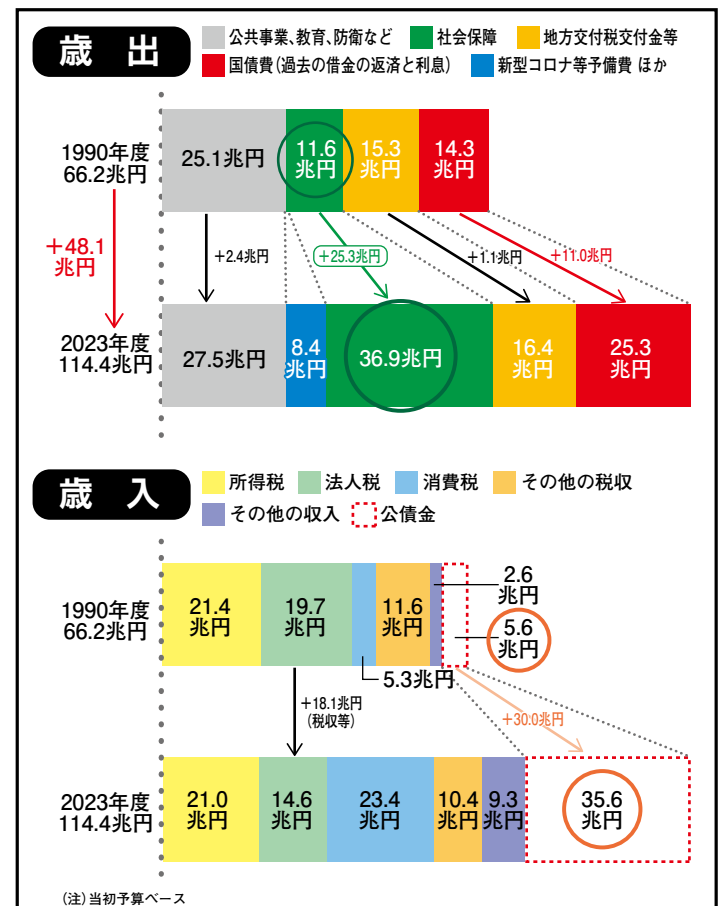 歳 出
公共事業、教育、防衛など 社会保障 地方交付税交付金等
国債費(過去の借金の返済と利息) 新型コロナ等予備費 ほか
1990年度
66.2兆円
25.1兆円
11.6
兆円
15.3
兆円
14.3
兆円
+48.1
兆円
+2.4兆円
+25.3兆円
+1.1兆円
+11.0兆円
2023年度
114.4兆円
27.5兆円
8.4
兆円
36.9兆円
16.4
兆円
25.3
兆円
歳 入
所得税 法人税 消費税 その他の税収
その他の収入 公債金
1990年度
66.2兆円
21.4
兆円
19.7
兆円
5.3兆円
11.6
兆円
2.6
兆円
5.6
兆円
+18.1兆円
(税収等)
+30.0兆円
2023年度
114.4兆円
21.0
兆円
14.6
兆円
23.4
兆円
10.4
兆円
9.3
兆円
35.6
兆円
(注)当初予算ベース